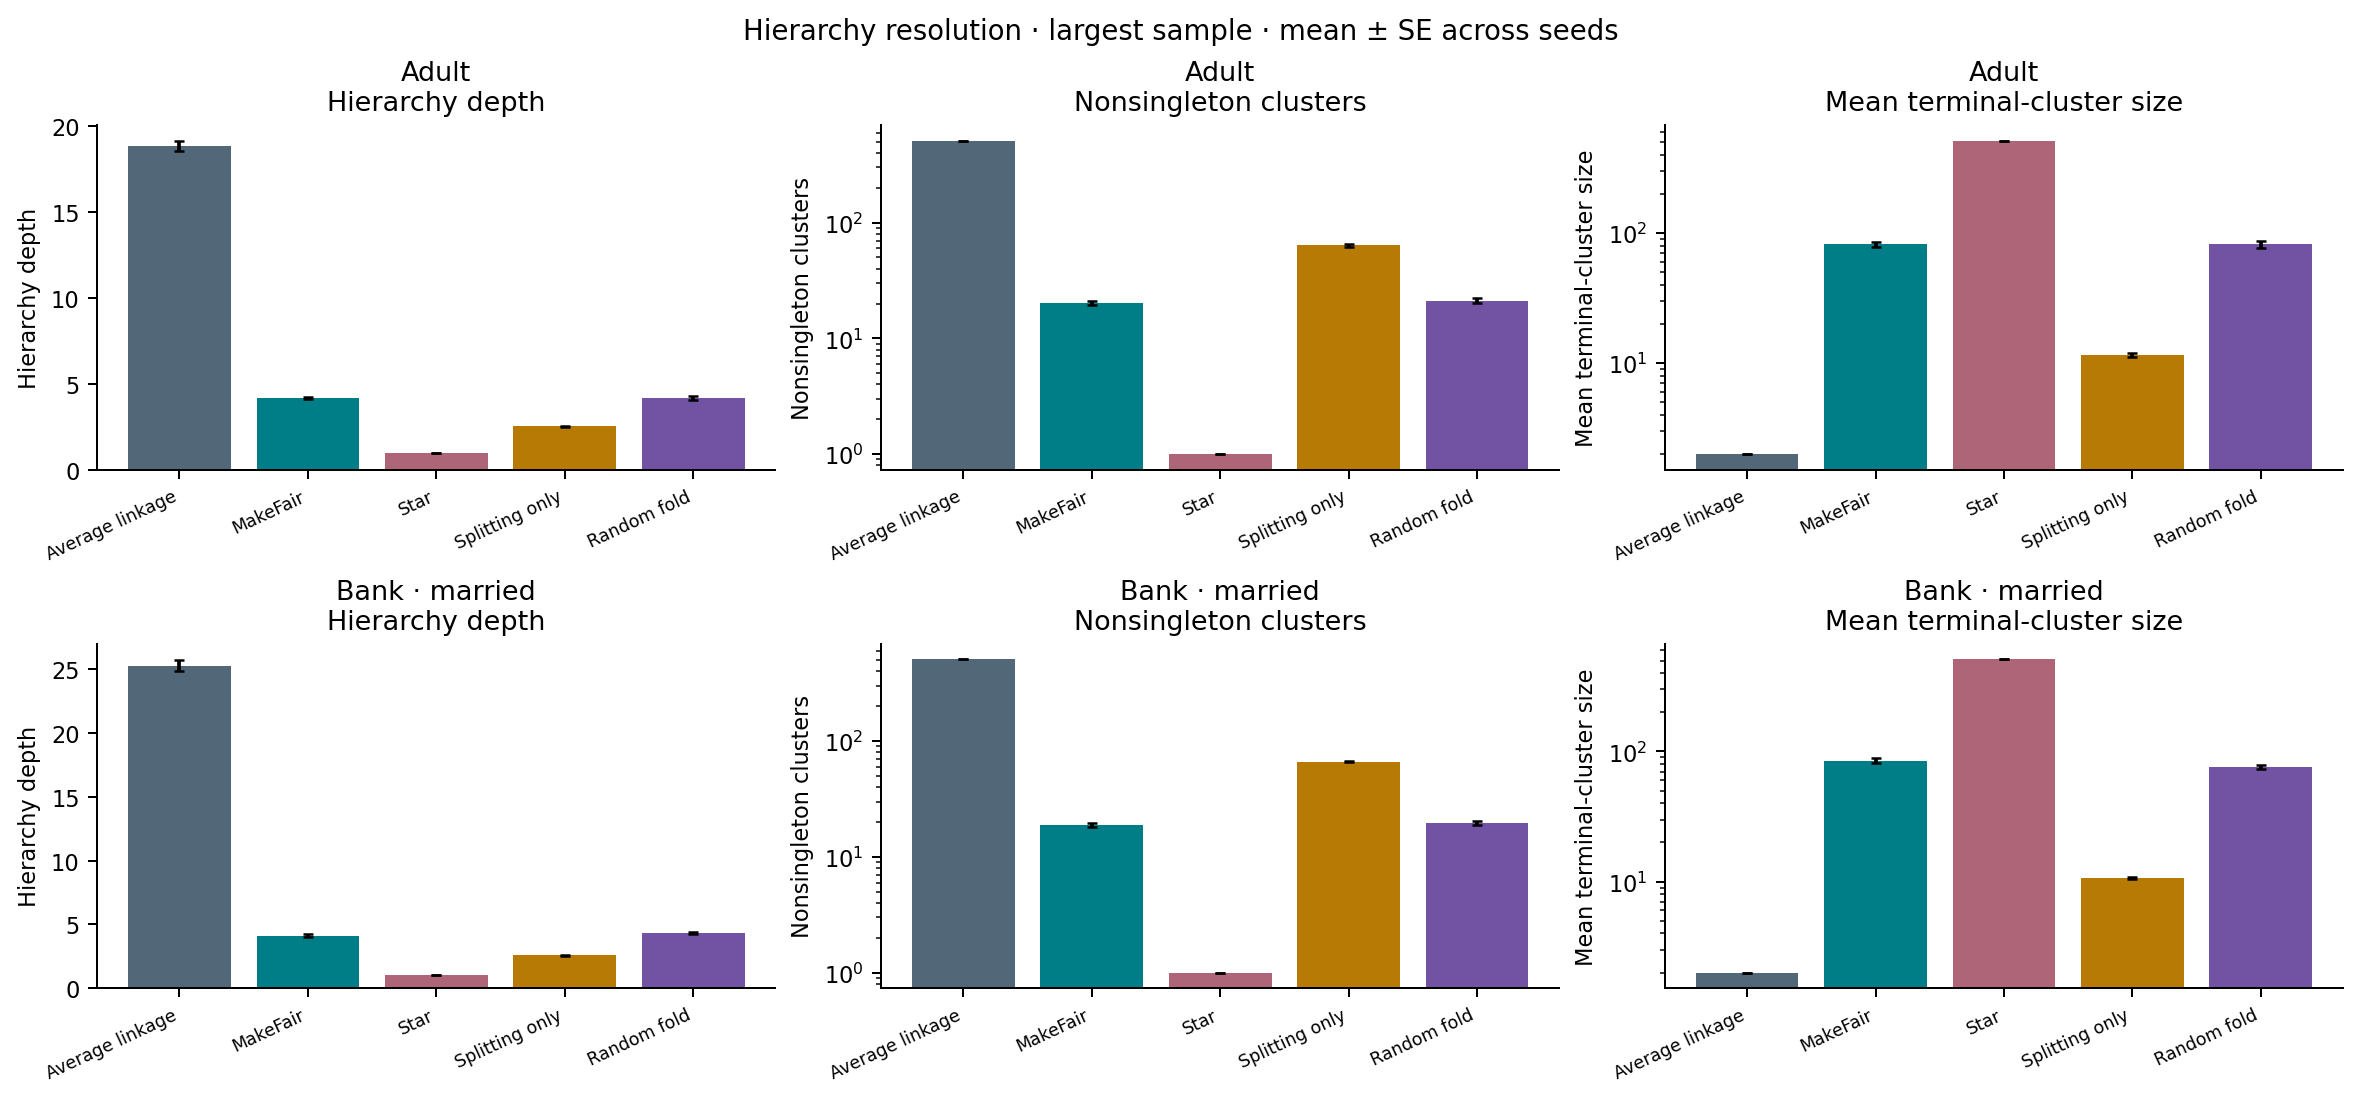 Hierarchy resolution · largest sample · mean ± SE across seeds
Adult
Hierarchy depth
Hierarchy depth
20
15
10
5
0
Average linkage
MakeFair
Star
Splitting only
Random fold
Adult
Nonsingleton clusters
Nonsingleton clusters
10²
10¹
10⁰
Average linkage
MakeFair
Star
Splitting only
Random fold
Adult
Mean terminal-cluster size
Mean terminal-cluster size
10²
10¹
Average linkage
MakeFair
Star
Splitting only
Random fold
Bank · married
Hierarchy depth
Hierarchy depth
25
20
15
10
5
0
Average linkage
MakeFair
Star
Splitting only
Random fold
Bank · married
Nonsingleton clusters
Nonsingleton clusters
10²
10¹
10⁰
Average linkage
MakeFair
Star
Splitting only
Random fold
Bank · married
Mean terminal-cluster size
Mean terminal-cluster size
10²
10¹
Average linkage
MakeFair
Star
Splitting only
Random fold